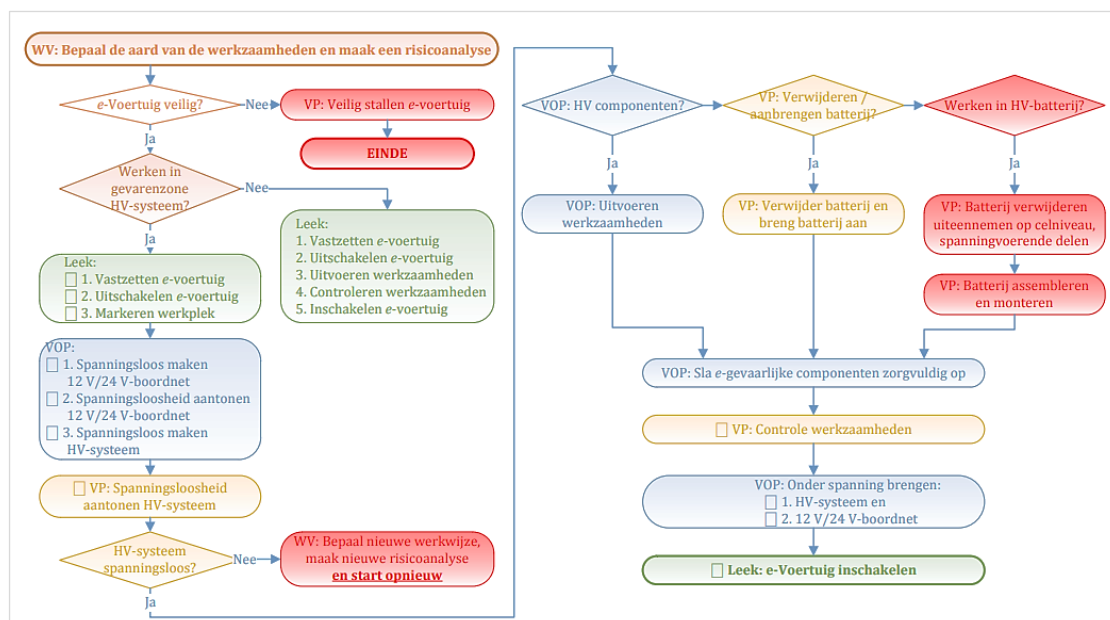 WV: Bepaal de aard van de werkzaamheden en maak een risicoanalyse
e-Voertuig veilig?
Nee
VP: Veilig stallen e-voertuig
EINDE
Ja
Werken in
gevarenzone
HV-systeem?
Nee
Leek:
1. Vastzetten e-voertuig
2. Uitschakelen e-voertuig
3. Uitvoeren werkzaamheden
4. Controleren werkzaamheden
5. Inschakelen e-voertuig
Ja
Leek:
□ 1. Vastzetten e-voertuig
□ 2. Uitschakelen e-voertuig
□ 3. Markeren werkplek
VOP:
□ 1. Spanningsloos maken
12 V/24 V-boordnet
□ 2. Spanningsloosheid aantonen
12 V/24 V-boordnet
□ 3. Spanningsloos maken
HV-systeem
□ VP: Spanningsloosheid
aantonen HV-systeem
HV-systeem
spanningsloos?
Nee
WV: Bepaal nieuwe werkwijze,
maak nieuwe risicoanalyse
en start opnieuw
Ja
VOP: HV componenten?
VP: Verwijderen /
aanbrengen batterij?
Werken in HV-batterij?
Ja
Ja
Ja
VOP: Uitvoeren
werkzaamheden
VP: Verwijder batterij en
breng batterij aan
VP: Batterij verwijderen
uiteennemen op celniveau,
spanningvoerende delen
VP: Batterij assembleren
en monteren
VOP: Sla e-gevaarlijke componenten zorgvuldig op
□ VP: Controle werkzaamheden
VOP: Onder spanning brengen:
□ 1. HV-systeem en
□ 2. 12 V/24 V-boordnet
□ Leek: e-Voertuig inschakelen